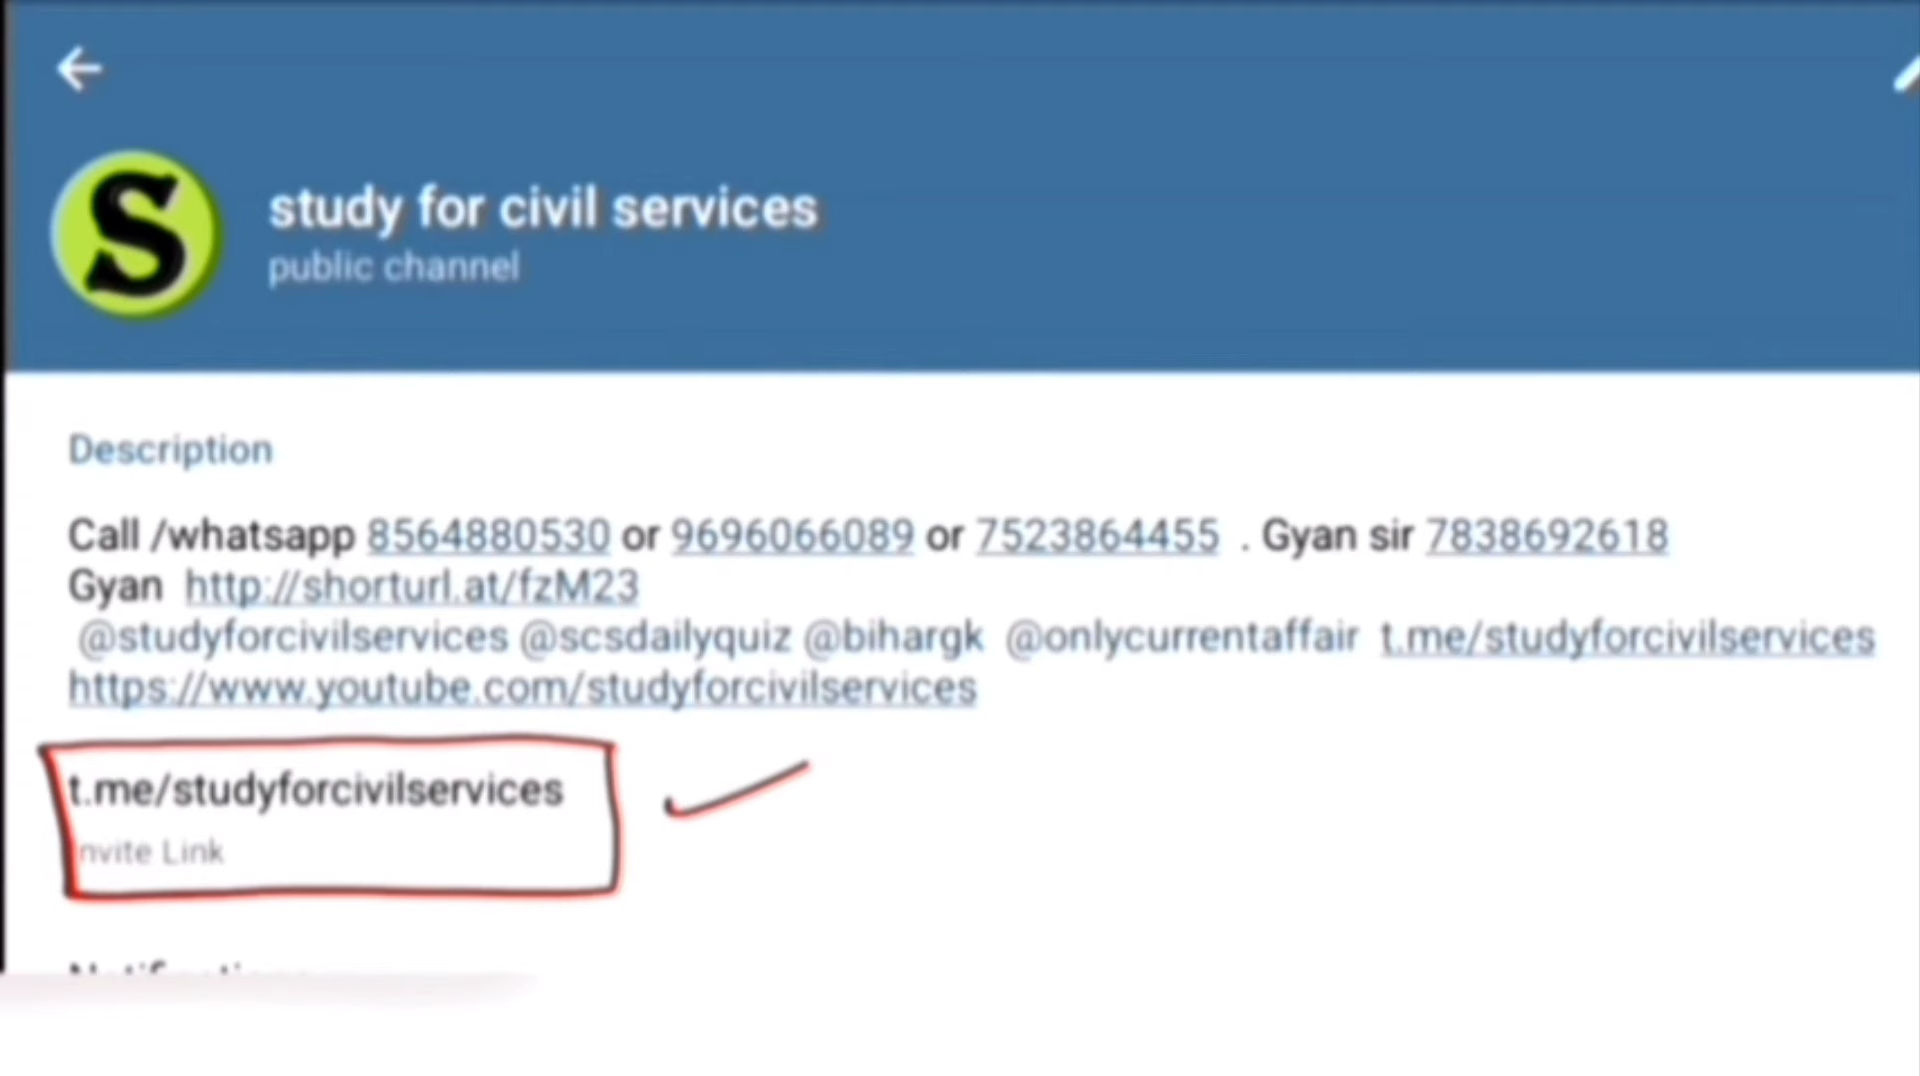 S
study for civil services
public channel
Description
Call /whatsapp 8564880530 or 9696066089 or 7523864455 . Gyan sir 7838692618
Gyan http://shorturl.at/fzM23
@studyforcivilservices @scsdailyquiz @bihargk @onlycurrentaffair t.me/studyforcivilservices
https://www.youtube.com/studyforcivilservices
t.me/studyforcivilservices
nvite Link